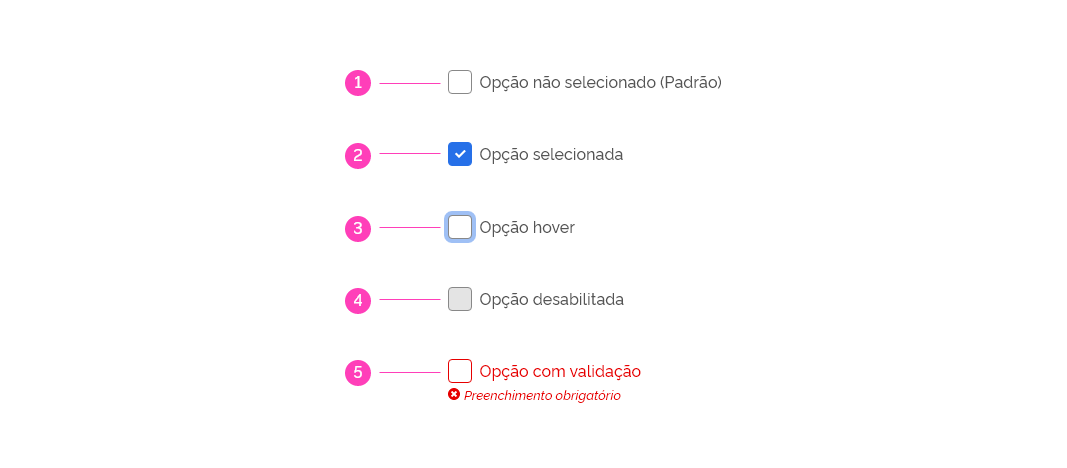 1 Opção não selecionado (Padrão)
2 Opção selecionada
3 Opção hover
4 Opção desabilitada
5 Opção com validação
Preenchimento obrigatório